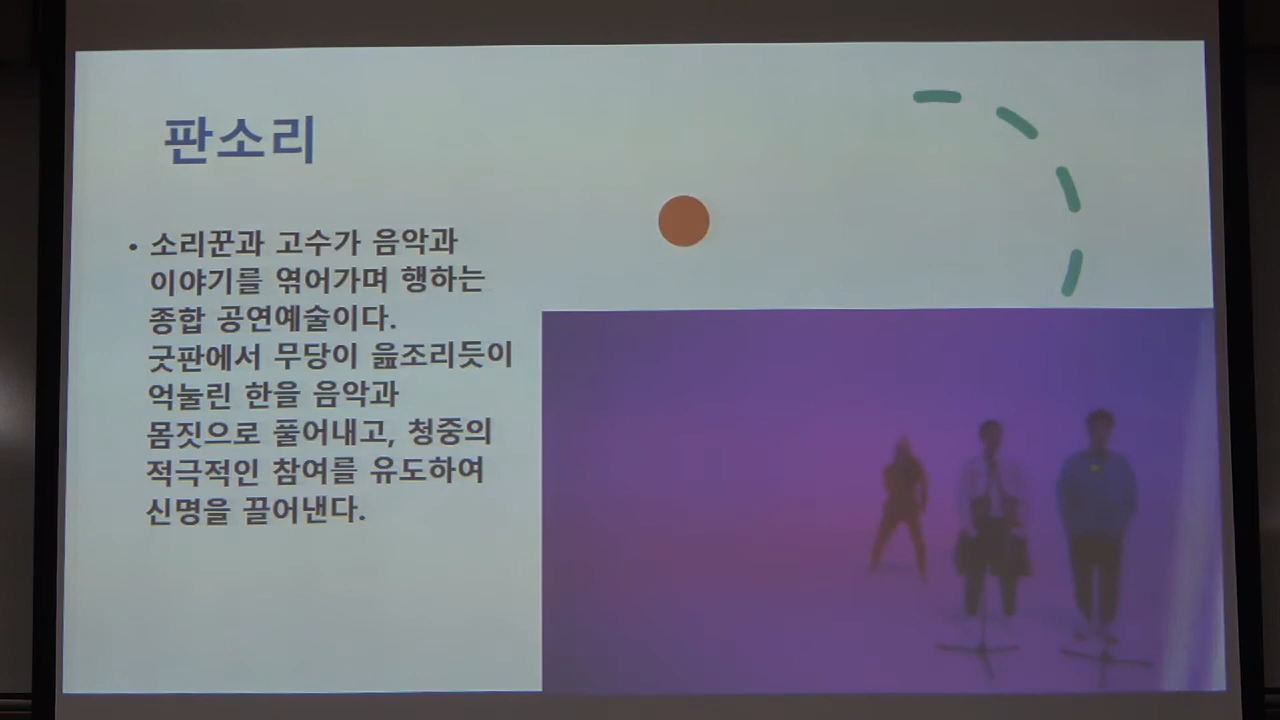 판소리
• 소리꾼과 고수가 음악과
이야기를 엮어가며 행하는
종합 공연예술이다.
굿판에서 무당이 읊조리듯이
억눌린 한을 음악과
몸짓으로 풀어내고, 청중의
적극적인 참여를 유도하여
신명을 끌어낸다.